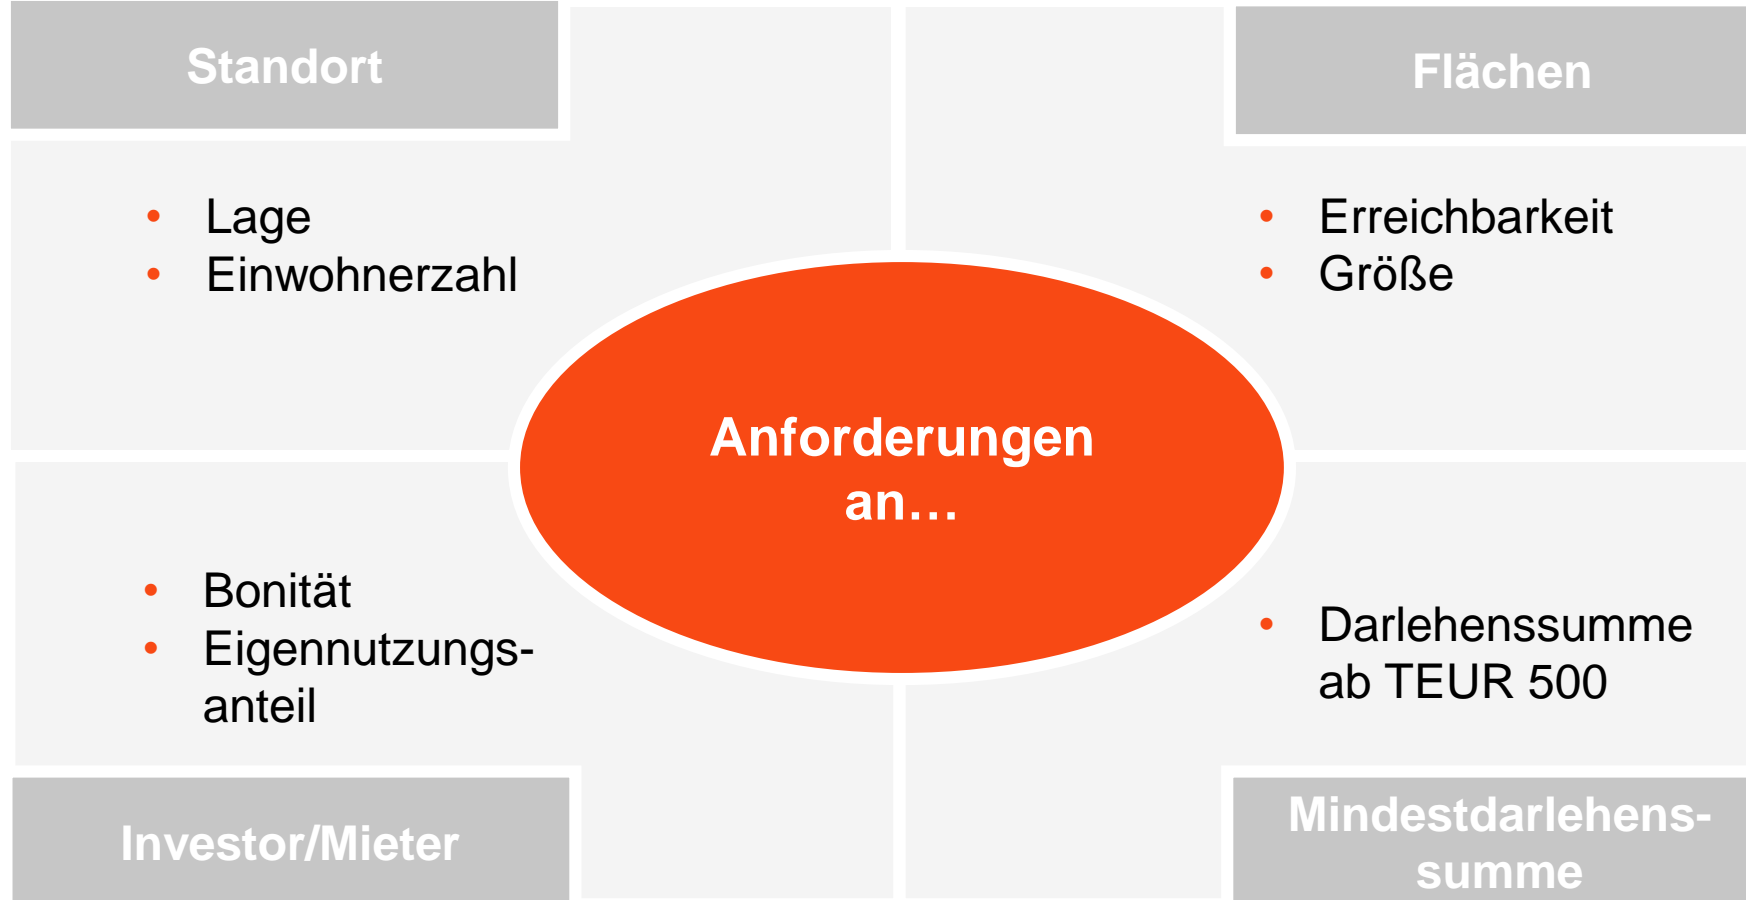 Standort
• Lage
• Einwohnerzahl
Flächen
• Erreichbarkeit
• Größe
Anforderungen
an…
• Bonität
• Eigennutzungs-
anteil
Investor/Mieter
• Darlehenssumme
ab TEUR 500
Mindestdarlehens-
summe